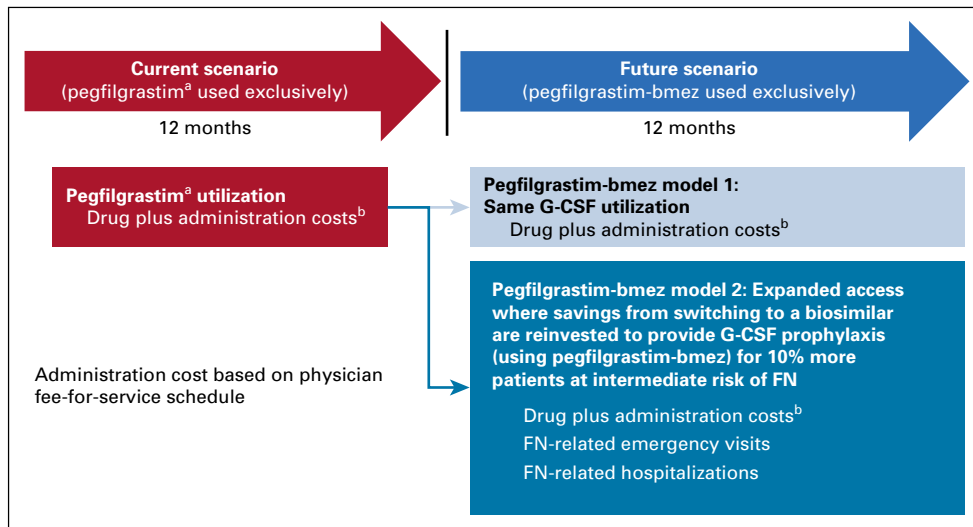 Current scenario
(pegfilgrastimᵃ used exclusively)
12 months
Future scenario
(pegfilgrastim-bmez used exclusively)
12 months
Pegfilgrastimᵃ utilization
Drug plus administration costsᵇ
Pegfilgrastim-bmez model 1:
Same G-CSF utilization
Drug plus administration costsᵇ
Pegfilgrastim-bmez model 2: Expanded access
where savings from switching to a biosimilar
are reinvested to provide G-CSF prophylaxis
(using pegfilgrastim-bmez) for 10% more
patients at intermediate risk of FN
Drug plus administration costsᵇ
FN-related emergency visits
FN-related hospitalizations
Administration cost based on physician
fee-for-service schedule